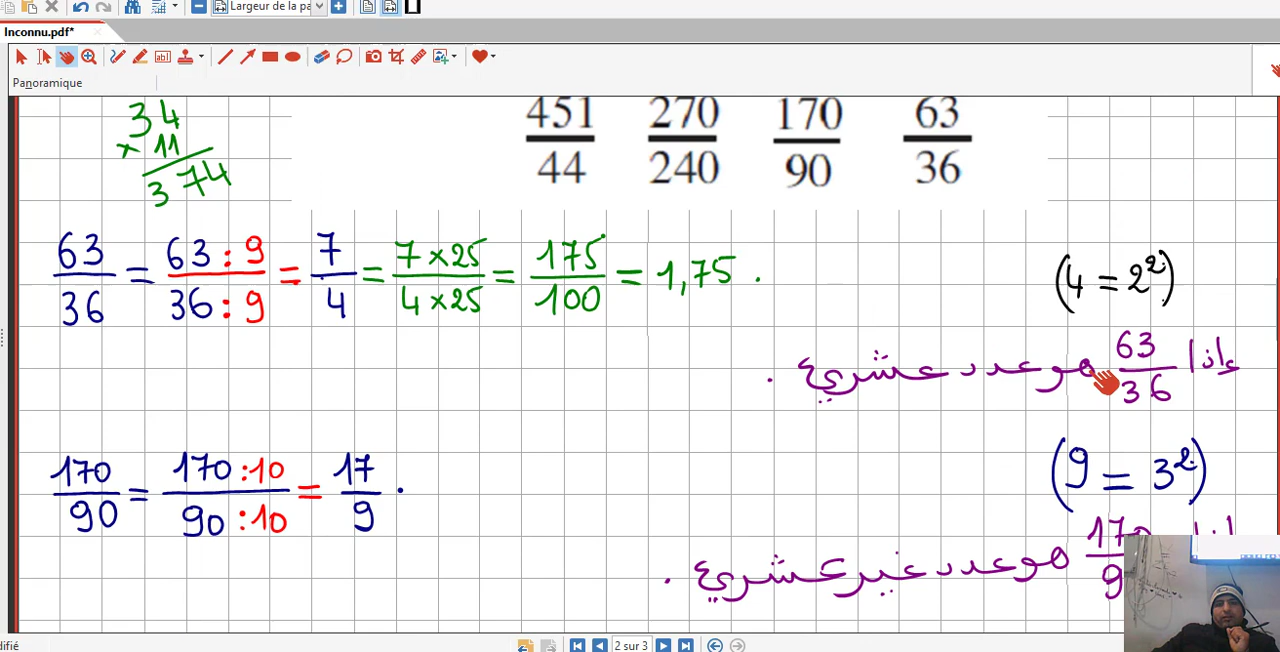 Largeur de la pa
Inconnu.pdf*
Panoramique
34
× 11
374
451/44 270/240 170/90 63/36
63/36 = 63:9/36:9 = 7/4 = 7×25/4×25 = 175/100 = 1,75 .
(4 = 2²)
إذا 63/36 هو عدد عشري .
170/90 = 170:10/90:10 = 17/9 .
(9 = 3²)
170/9 هو عدد غير عشري .
2 sur 3
difié